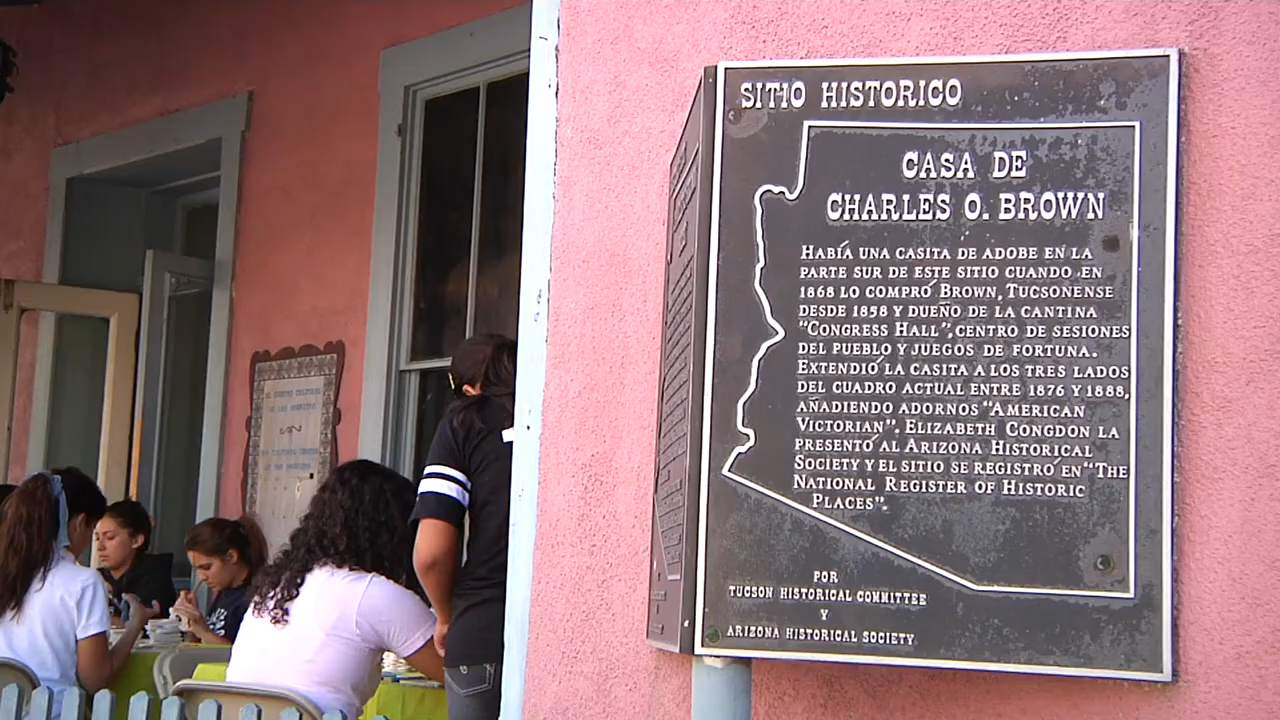 SITIO HISTORICO
CASA DE
CHARLES O. BROWN
HABÍA UNA CASITA DE ADOBE EN LA
PARTE SUR DE ESTE SITIO CUANDO EN
1868 LO COMPRÓ BROWN, TUCSONENSE
DESDE 1858 Y DUEÑO DE LA CANTINA
"CONGRESS HALL", CENTRO DE SESIONES
DEL PUEBLO Y JUEGOS DE FORTUNA.
EXTENDIÓ LA CASITA A LOS TRES LADOS
DEL CUADRO ACTUAL ENTRE 1876 Y 1888,
AÑADIENDO ADORNOS "AMERICAN
VICTORIAN". ELIZABETH CONGDON LA
PRESENTÓ AL ARIZONA HISTORICAL
SOCIETY Y EL SITIO SE REGISTRÓ EN "THE
NATIONAL REGISTER OF HISTORIC
PLACES".
POR
TUCSON HISTORICAL COMMITTEE
Y
ARIZONA HISTORICAL SOCIETY